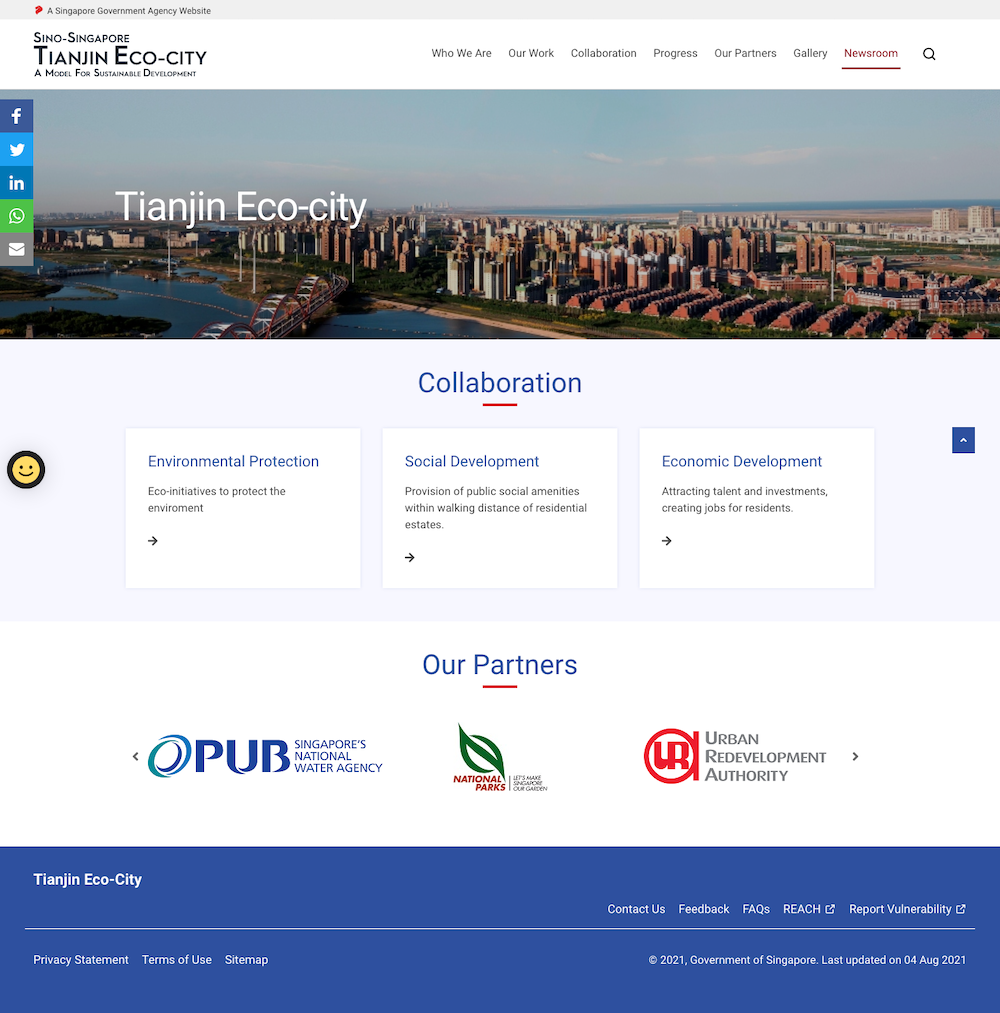 A Singapore Government Agency Website
SINO-SINGAPORE
TIANJIN ECO-CITY
A MODEL FOR SUSTAINABLE DEVELOPMENT
Who We Are Our Work Collaboration Progress Our Partners Gallery Newsroom
Tianjin Eco-city
Collaboration
Environmental Protection
Eco-initiatives to protect the
enviroment
Social Development
Provision of public social amenities
within walking distance of residential
estates.
Economic Development
Attracting talent and investments,
creating jobs for residents.
Our Partners
PUB
SINGAPORE'S
NATIONAL
WATER AGENCY
NATIONAL
PARKS
LET'S MAKE
SINGAPORE
OUR GARDEN
URA
URBAN
REDEVELOPMENT
AUTHORITY
Tianjin Eco-City
Contact Us Feedback FAQs REACH Report Vulnerability
Privacy Statement Terms of Use Sitemap
© 2021, Government of Singapore. Last updated on 04 Aug 2021